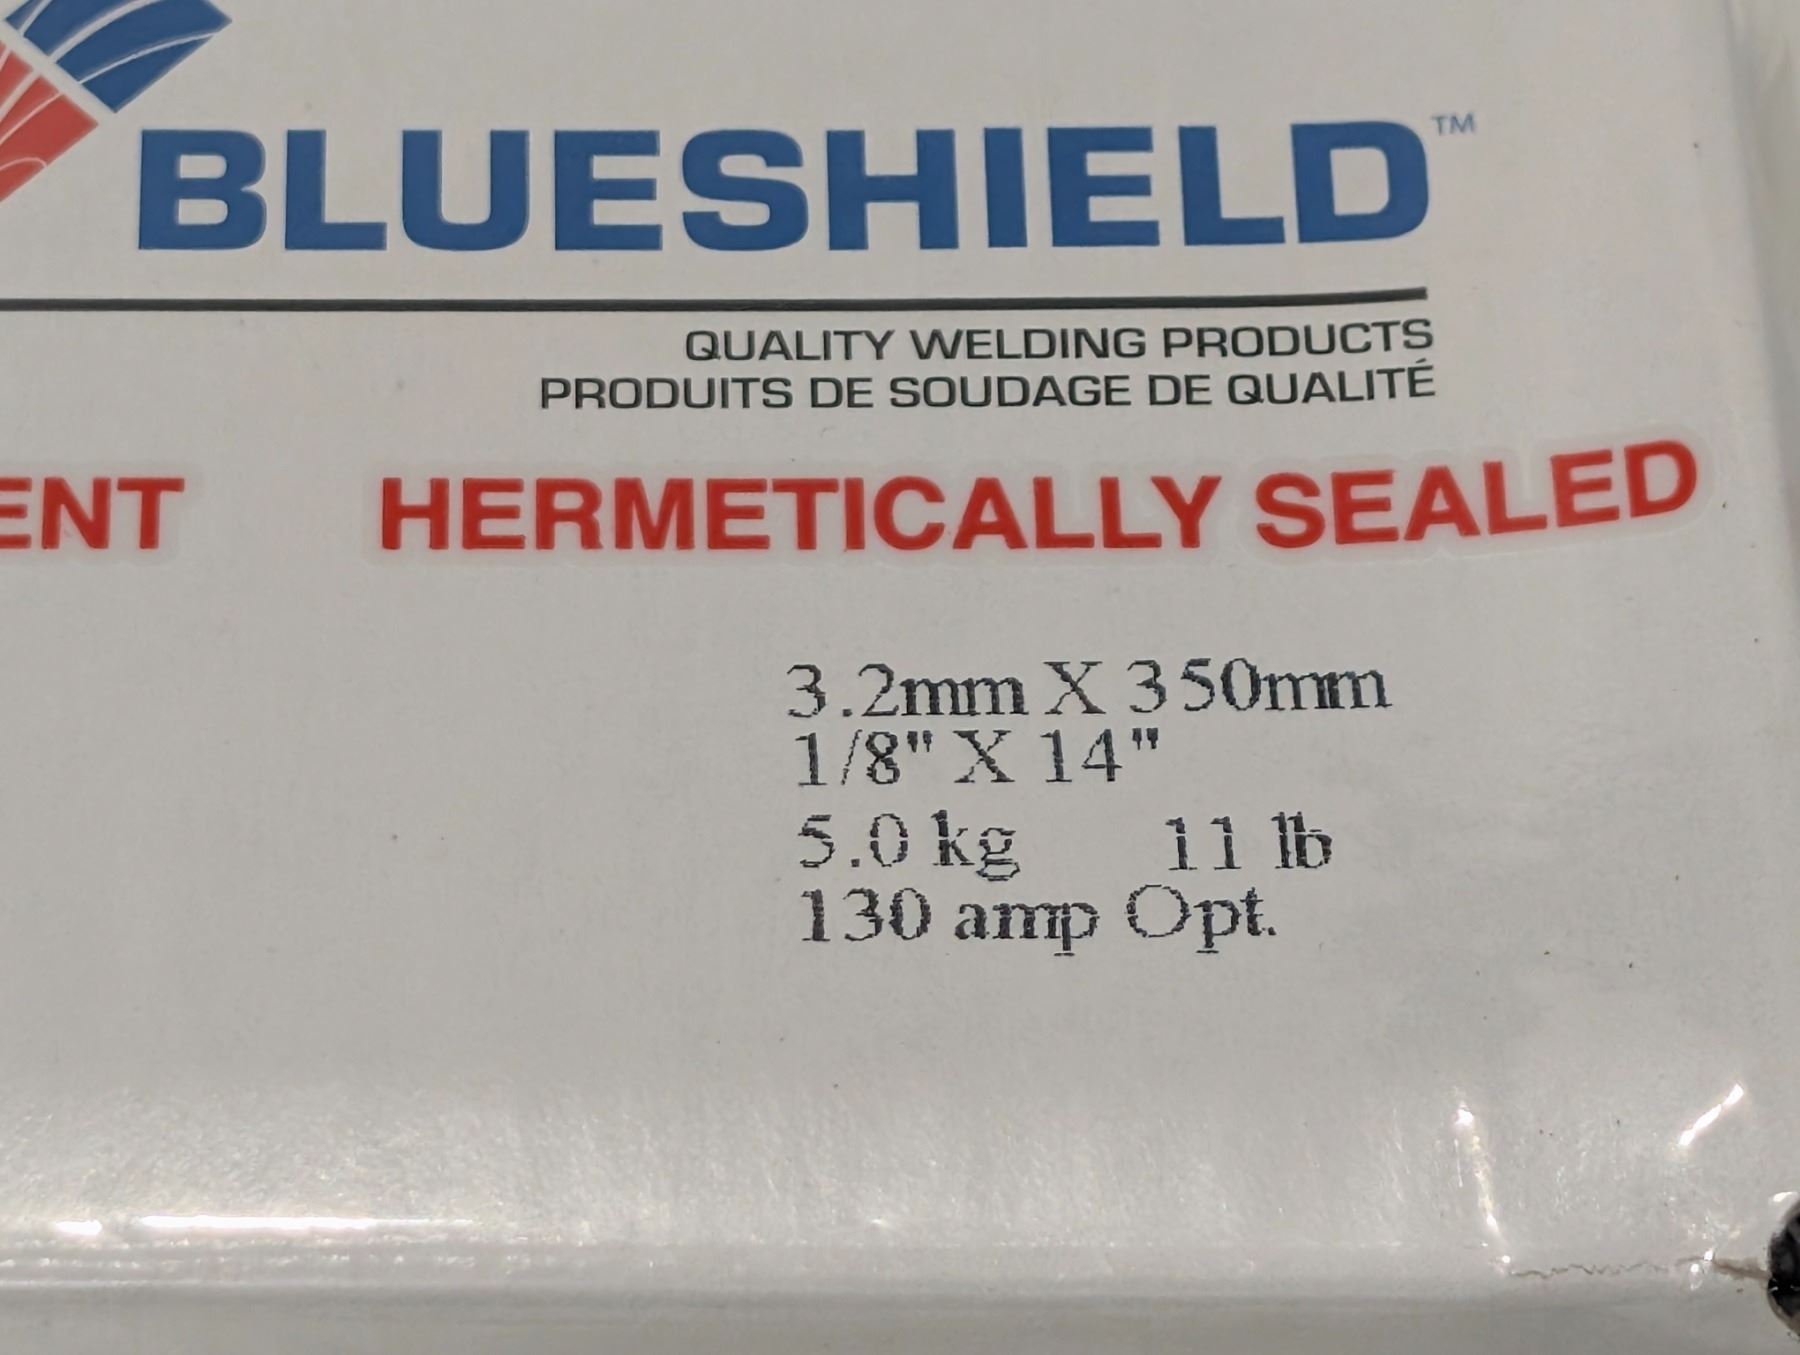 BLUESHIELD™
QUALITY WELDING PRODUCTS
PRODUITS DE SOUDAGE DE QUALITÉ
HERMETICALLY SEALED
3.2mm X 350mm
1/8" X 14"
5.0 kg 11 lb
130 amp Opt.